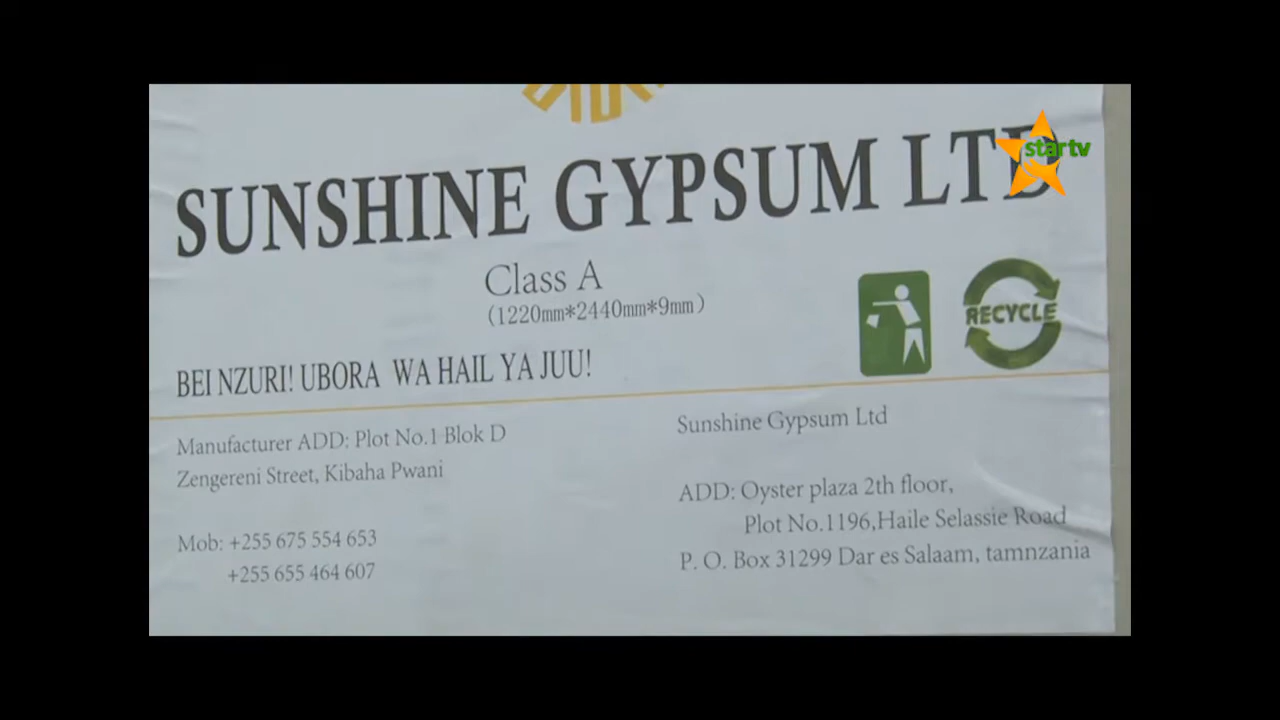 SUNSHINE GYPSUM LTD
startv
Class A
(1220mm*2440mm*9mm)
RECYCLE
BEI NZURI! UBORA WA HAIL YA JUU!
Manufacturer ADD: Plot No.1 Blok D
Zengereni Street, Kibaha Pwani
Mob: +255 675 554 653
+255 655 464 607
Sunshine Gypsum Ltd
ADD: Oyster plaza 2th floor,
Plot No.1196,Haile Selassie Road
P. O. Box 31299 Dar es Salaam, tamnzania